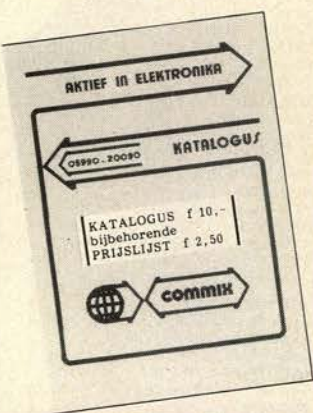 AKTIEF IN ELEKTRONIKA
KATALOGUS
05990-20090
KATALOGUS f 10,-
bijbehorende
PRIJSLIJST f 2,50
commix